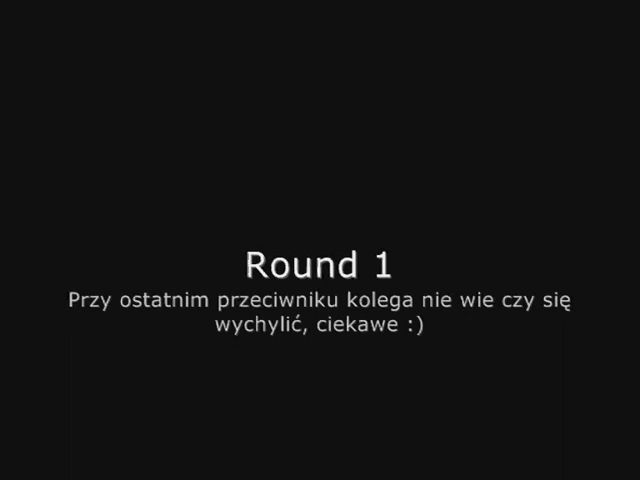 Round 1
Przy ostatnim przeciwniku kolega nie wie czy się
wychylić, ciekawe :)